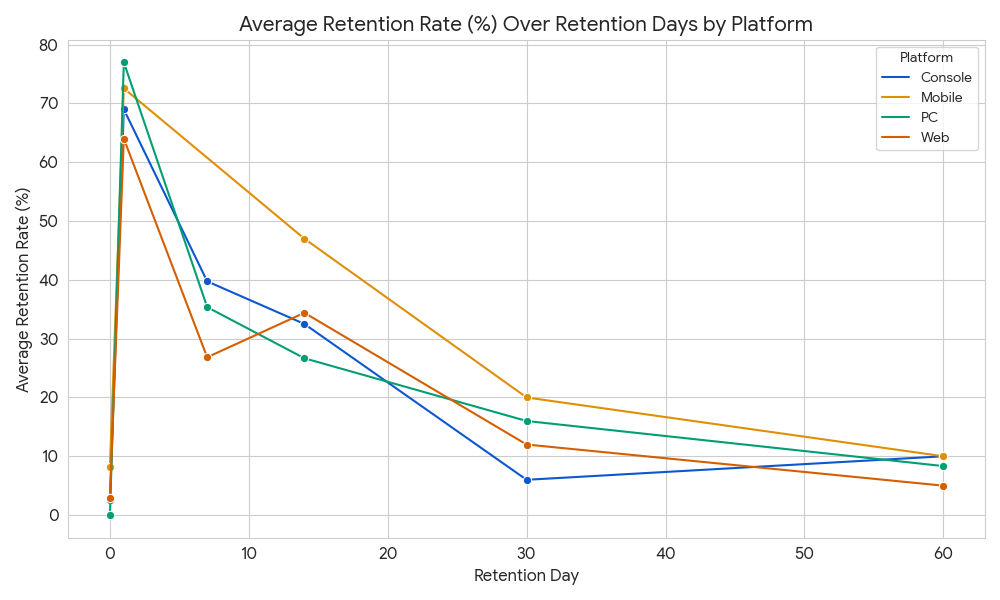 Average Retention Rate (%) Over Retention Days by Platform
Platform
Console
Mobile
PC
Web
Average Retention Rate (%)
80
70
60
50
40
30
20
10
0
0 10 20 30 40 50 60
Retention Day